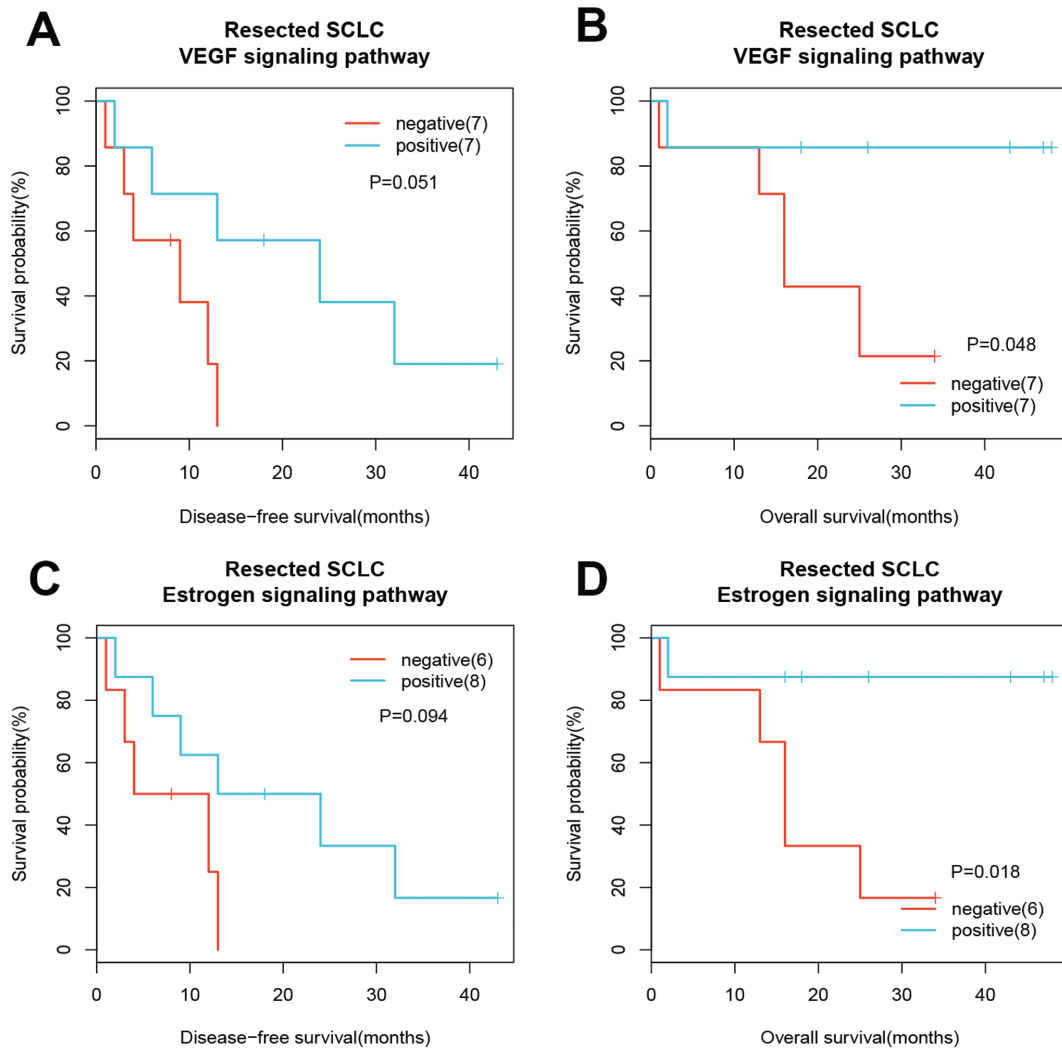 A
Resected SCLC
VEGF signaling pathway
negative(7)
positive(7)
P=0.051
Survival probability(%)
0
20
40
60
80
100
0
10
20
30
40
Disease−free survival(months)
B
Resected SCLC
VEGF signaling pathway
P=0.048
negative(7)
positive(7)
Survival probability(%)
0
20
40
60
80
100
0
10
20
30
40
Overall survival(months)
C
Resected SCLC
Estrogen signaling pathway
negative(6)
positive(8)
P=0.094
Survival probability(%)
0
20
40
60
80
100
0
10
20
30
40
Disease−free survival(months)
D
Resected SCLC
Estrogen signaling pathway
P=0.018
negative(6)
positive(8)
Survival probability(%)
0
20
40
60
80
100
0
10
20
30
40
Overall survival(months)